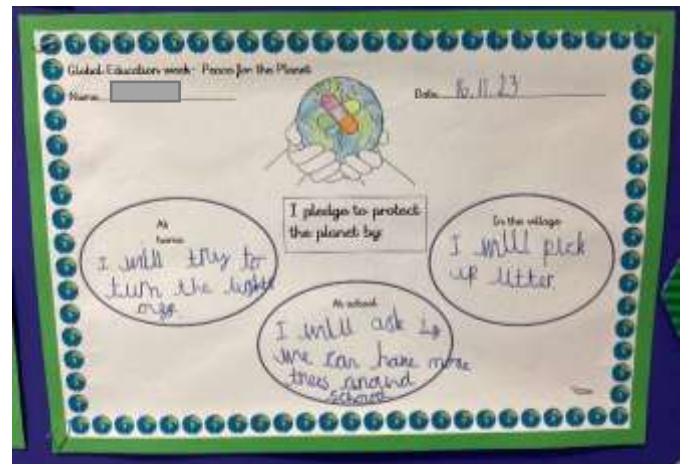 Global Education week - Peace for the Planet
Name
Date 16.11.23
I pledge to protect
the planet by:
At
home
I will try to
turn the lights
off
In the village
I will pick
up litter
At school
I will ask if
we can have more
trees around
school